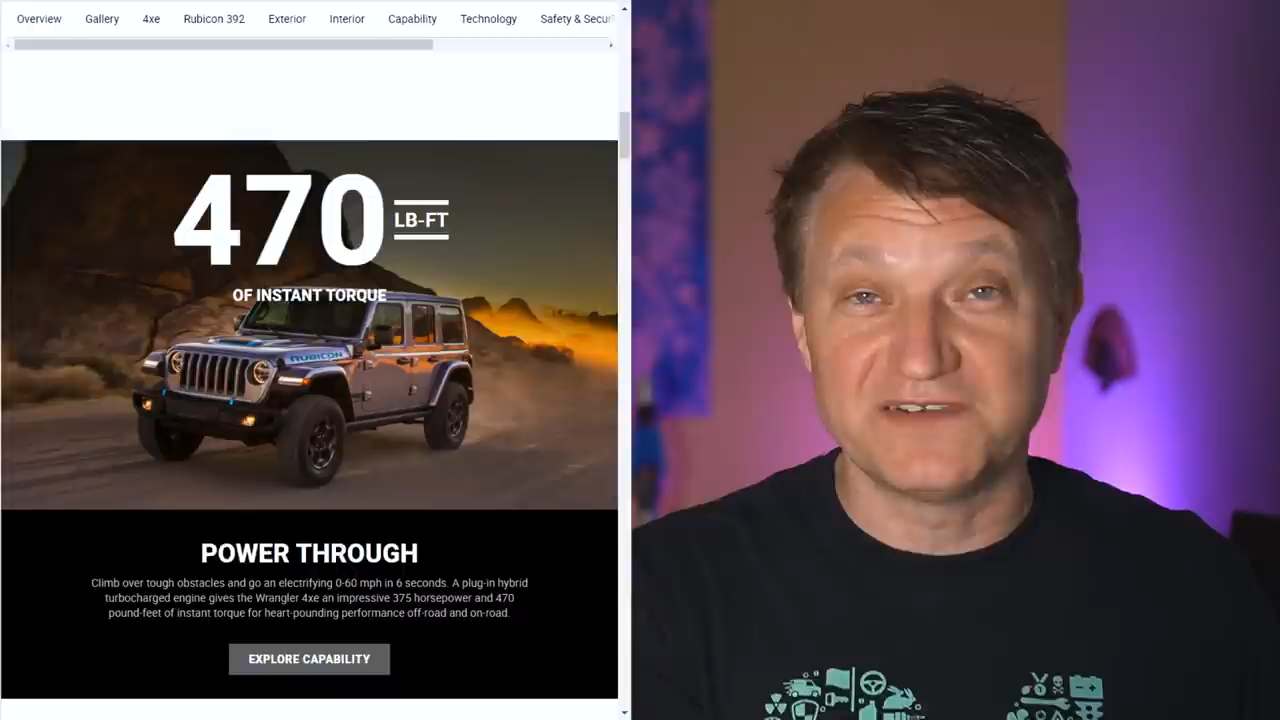 Overview Gallery 4xe Rubicon 392 Exterior Interior Capability Technology Safety & Secur
470 LB-FT
OF INSTANT TORQUE
RUBICON
POWER THROUGH
Climb over tough obstacles and go an electrifying 0-60 mph in 6 seconds. A plug-in hybrid
turbocharged engine gives the Wrangler 4xe an impressive 375 horsepower and 470
pound-feet of instant torque for heart-pounding performance off-road and on-road.
EXPLORE CAPABILITY